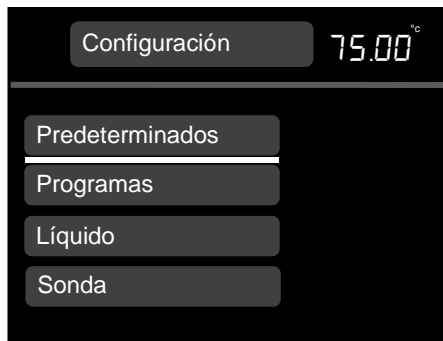 Configuración 75.00°C
Predeterminados
Programas
Líquido
Sonda